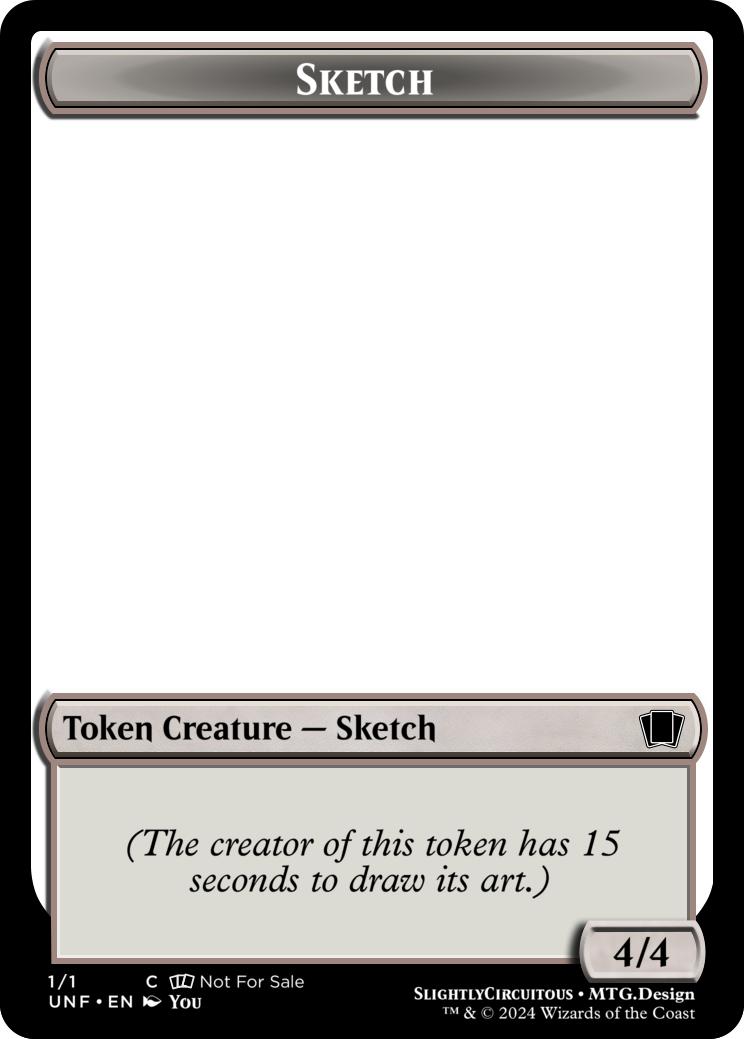 Sketch
Token Creature — Sketch
(The creator of this token has 15
seconds to draw its art.)
4/4
1/1 C Not For Sale
UNF • EN You
SlightlyCircuitous • MTG.Design
™ & © 2024 Wizards of the Coast